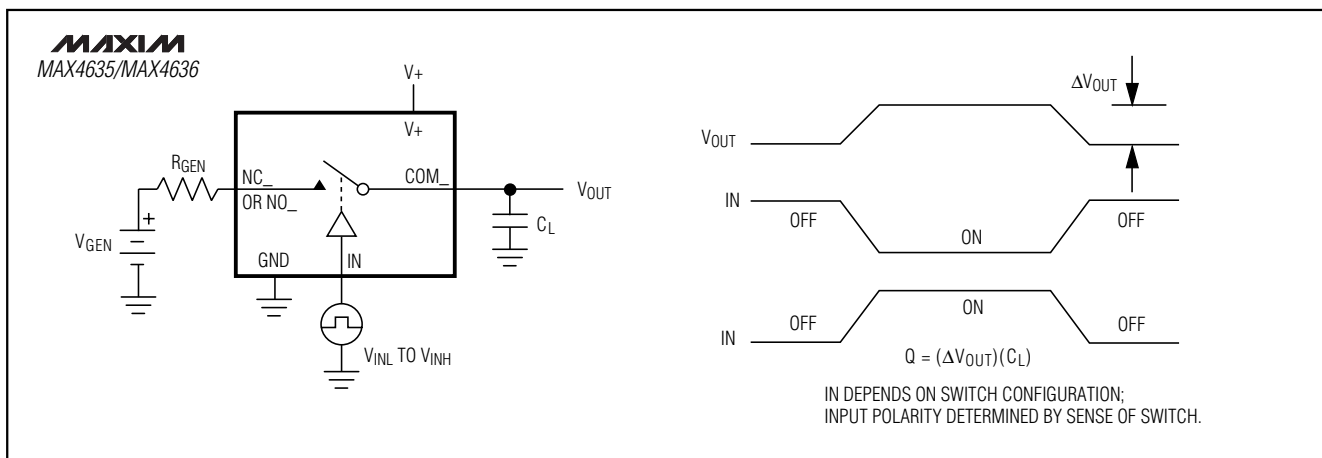 MAXIM
MAX4635/MAX4636
V+
V+
RGEN
NC_
OR NO_
COM_
VOUT
CL
+
VGEN
GND
IN
VINL TO VINH
ΔVOUT
VOUT
IN
OFF
ON
OFF
IN
OFF
ON
OFF
Q = (ΔVOUT)(CL)
IN DEPENDS ON SWITCH CONFIGURATION;
INPUT POLARITY DETERMINED BY SENSE OF SWITCH.